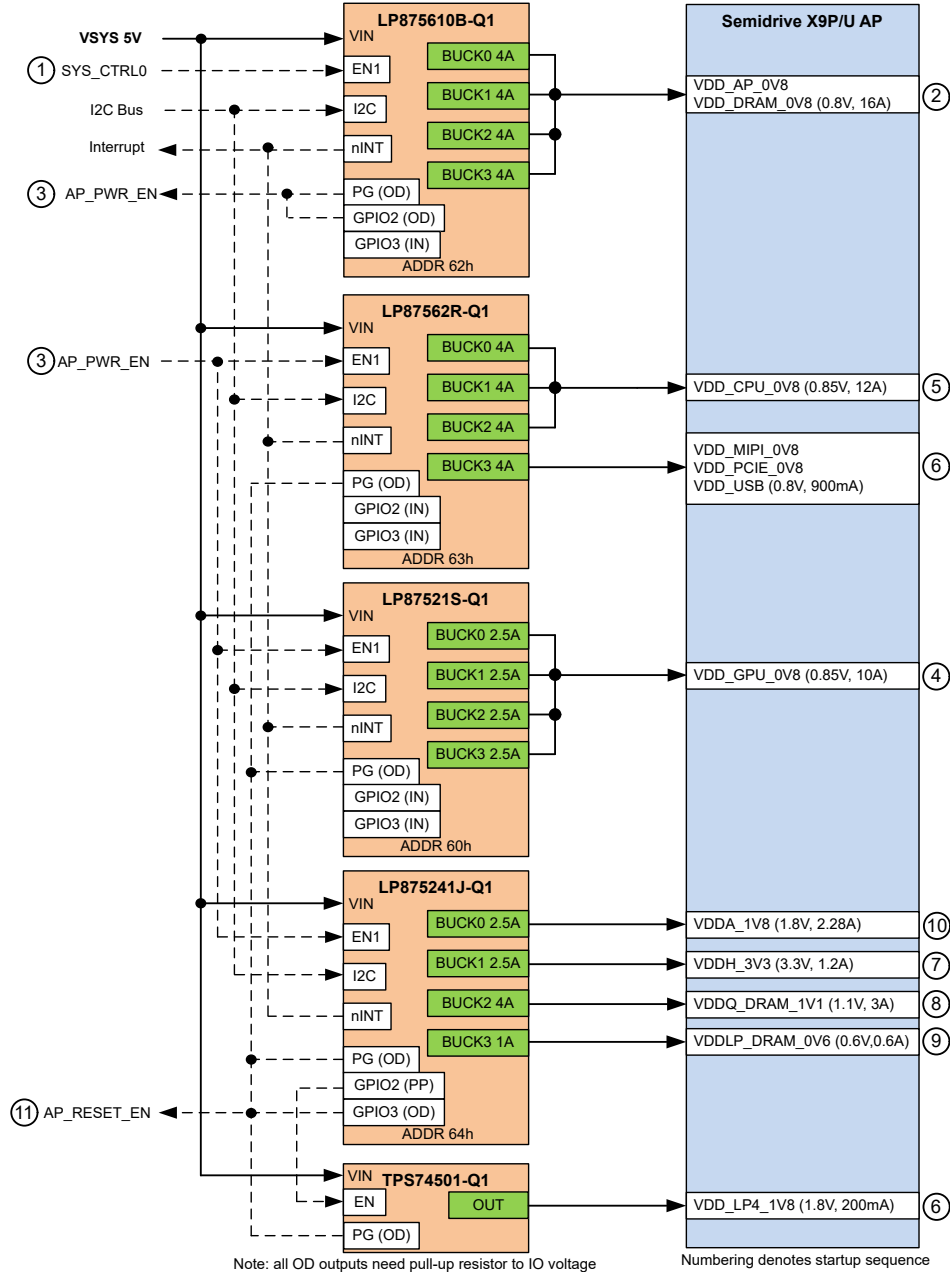 LP875610B-Q1
Semidrive X9P/U AP
VSYS 5V
VIN
BUCK0 4A
1 SYS_CTRL0
EN1
BUCK1 4A
VDD_AP_0V8
VDD_DRAM_0V8 (0.8V, 16A)
2
I2C Bus
I2C
BUCK2 4A
Interrupt
nINT
BUCK3 4A
3 AP_PWR_EN
PG (OD)
GPIO2 (OD)
GPIO3 (IN)
ADDR 62h
LP87562R-Q1
VIN
BUCK0 4A
3 AP_PWR_EN
EN1
BUCK1 4A
VDD_CPU_0V8 (0.85V, 12A)
5
I2C
BUCK2 4A
nINT
BUCK3 4A
VDD_MIPI_0V8
VDD_PCIE_0V8
VDD_USB (0.8V, 900mA)
6
PG (OD)
GPIO2 (IN)
GPIO3 (IN)
ADDR 63h
LP87521S-Q1
VIN
BUCK0 2.5A
EN1
BUCK1 2.5A
VDD_GPU_0V8 (0.85V, 10A)
4
I2C
BUCK2 2.5A
nINT
BUCK3 2.5A
PG (OD)
GPIO2 (IN)
GPIO3 (IN)
ADDR 60h
LP875241J-Q1
VIN
BUCK0 2.5A
VDDA_1V8 (1.8V, 2.28A)
10
EN1
BUCK1 2.5A
VDDH_3V3 (3.3V, 1.2A)
7
I2C
BUCK2 4A
VDDQ_DRAM_1V1 (1.1V, 3A)
8
nINT
BUCK3 1A
VDDLP_DRAM_0V6 (0.6V,0.6A)
9
PG (OD)
GPIO2 (PP)
11 AP_RESET_EN
GPIO3 (OD)
ADDR 64h
VIN
TPS74501-Q1
EN
OUT
VDD_LP4_1V8 (1.8V, 200mA)
6
PG (OD)
Note: all OD outputs need pull-up resistor to IO voltage
Numbering denotes startup sequence